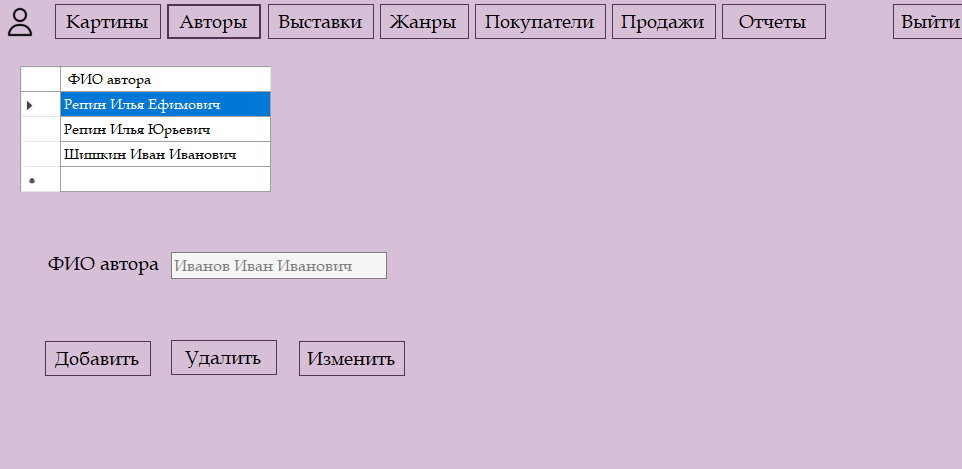 Картины Авторы Выставки Жанры Покупатели Продажи Отчеты Выйти
ФИО автора
Репин Илья Ефимович
Репин Илья Юрьевич
Шишкин Иван Иванович
ФИО автора Иванов Иван Иванович
Добавить Удалить Изменить